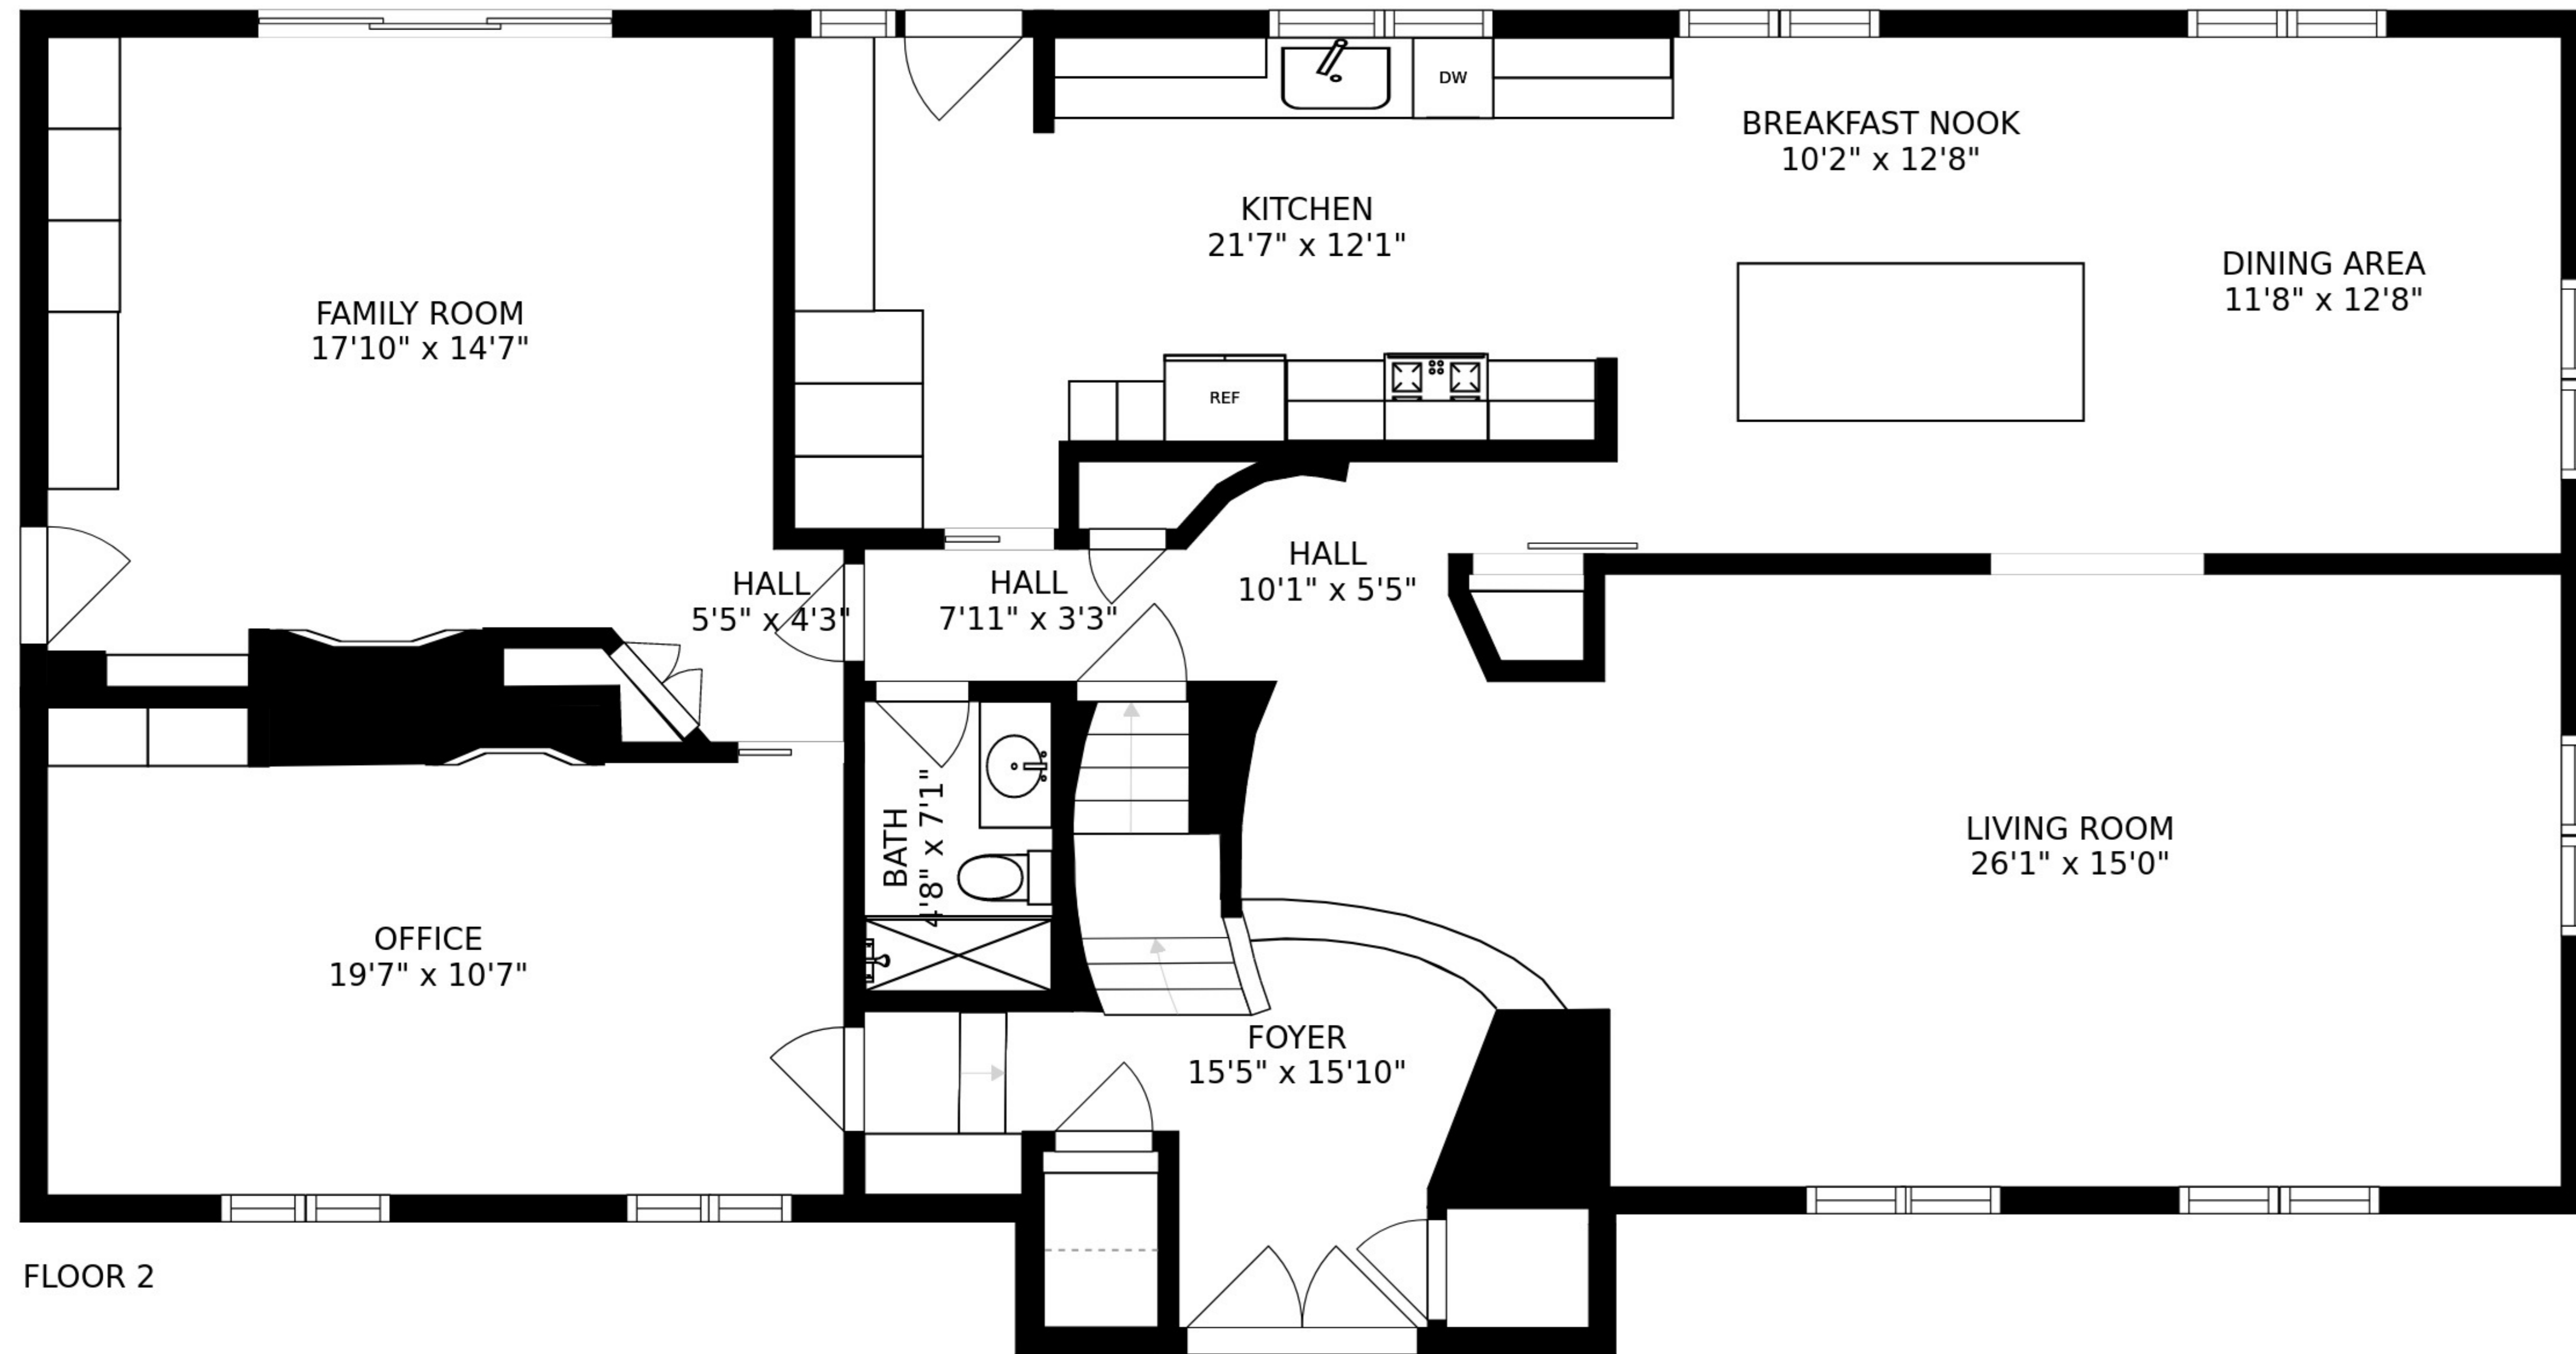 DW
BREAKFAST NOOK
10'2" x 12'8"
KITCHEN
21'7" x 12'1"
DINING AREA
11'8" x 12'8"
FAMILY ROOM
17'10" x 14'7"
REF
HALL
5'5" x 4'3"
HALL
7'11" x 3'3"
HALL
10'1" x 5'5"
BATH
4'8" x 7'1"
LIVING ROOM
26'1" x 15'0"
OFFICE
19'7" x 10'7"
FOYER
15'5" x 15'10"
FLOOR 2